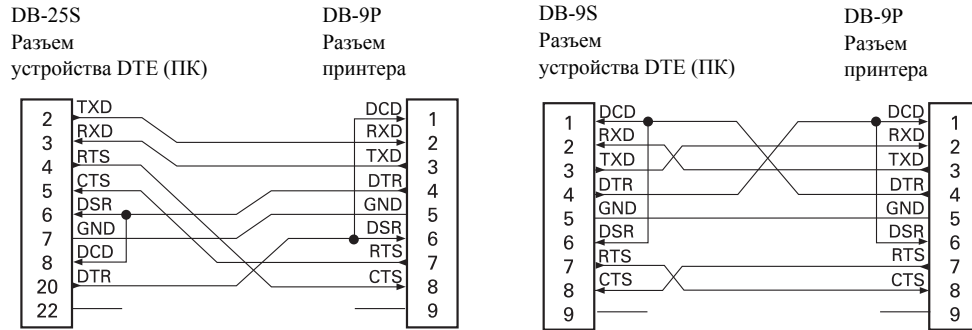 DB-25S
Разъем
устройства DTE (ПК)
DB-9P
Разъем
принтера
2 TXD
3 RXD
4 RTS
5 CTS
6 DSR
7 GND
8 DCD
20 DTR
22
DCD 1
RXD 2
TXD 3
DTR 4
GND 5
DSR 6
RTS 7
CTS 8
9
DB-9S
Разъем
устройства DTE (ПК)
DB-9P
Разъем
принтера
1 DCD
2 RXD
3 TXD
4 DTR
5 GND
6 DSR
7 RTS
8 CTS
9
DCD 1
RXD 2
TXD 3
DTR 4
GND 5
DSR 6
RTS 7
CTS 8
9